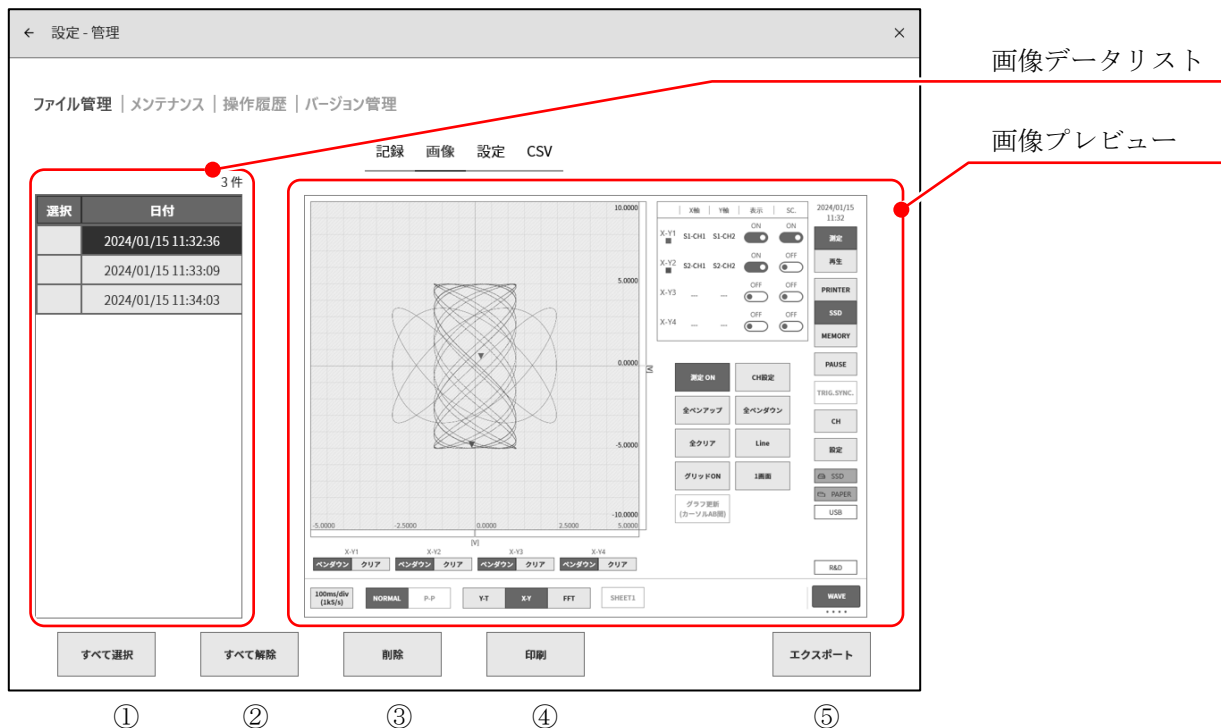 ← 設定 - 管理 ×
画像データリスト
ファイル管理 | メンテナンス | 操作履歴 | バージョン管理
画像プレビュー
記録 画像 設定 CSV
3 件
選択 日付
2024/01/15 11:32:36
2024/01/15 11:33:09
2024/01/15 11:34:03
10.0000
5.0000
0.0000
-5.0000
-10.0000
[V]
-5.0000 -2.5000 0.0000 2.5000 5.0000
[V]
X軸 Y軸 表示 SC.
ON ON
X-Y1 S1-CH1 S1-CH2
ON OFF
X-Y2 S2-CH1 S2-CH2
OFF OFF
X-Y3 --- ---
OFF OFF
X-Y4 --- ---
測定 ON CH設定
全ペンアップ 全ペンダウン
全クリア Line
グリッドON 1画面
グラフ更新
(カーソルAB間)
2024/01/15
11:32
測定
再生
PRINTER
SSD
MEMORY
PAUSE
TRIG.SYNC.
CH
設定
SSD
PAPER
USB
R&D
X-Y1 X-Y2 X-Y3 X-Y4
ペンダウン クリア ペンダウン クリア ペンダウン クリア ペンダウン クリア
100ms/div
(1kS/s)
NORMAL P-P Y-T X-Y FFT SHEET1 WAVE
すべて選択 すべて解除 削除 印刷 エクスポート
① ② ③ ④ ⑤